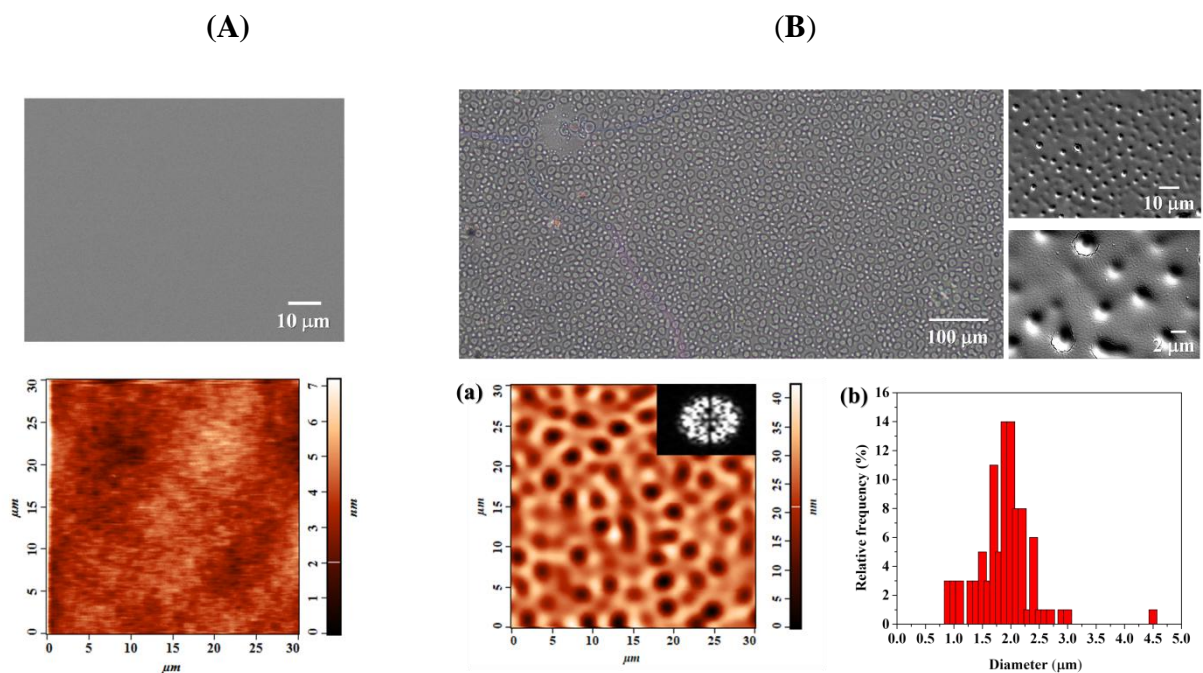 (A)
(B)
10 μm
100 μm
10 μm
2 μm
30
25
20
15
10
5
0
μm
0 5 10 15 20 25 30
μm
7
6
5
4
3
2
1
0
nm
(a)
30
25
20
15
10
5
0
μm
0 5 10 15 20 25 30
μm
40
35
30
25
20
15
10
5
0
nm
(b)
16
14
12
10
8
6
4
2
0
Relative frequency (%)
0.0 0.5 1.0 1.5 2.0 2.5 3.0 3.5 4.0 4.5 5.0
Diameter (μm)